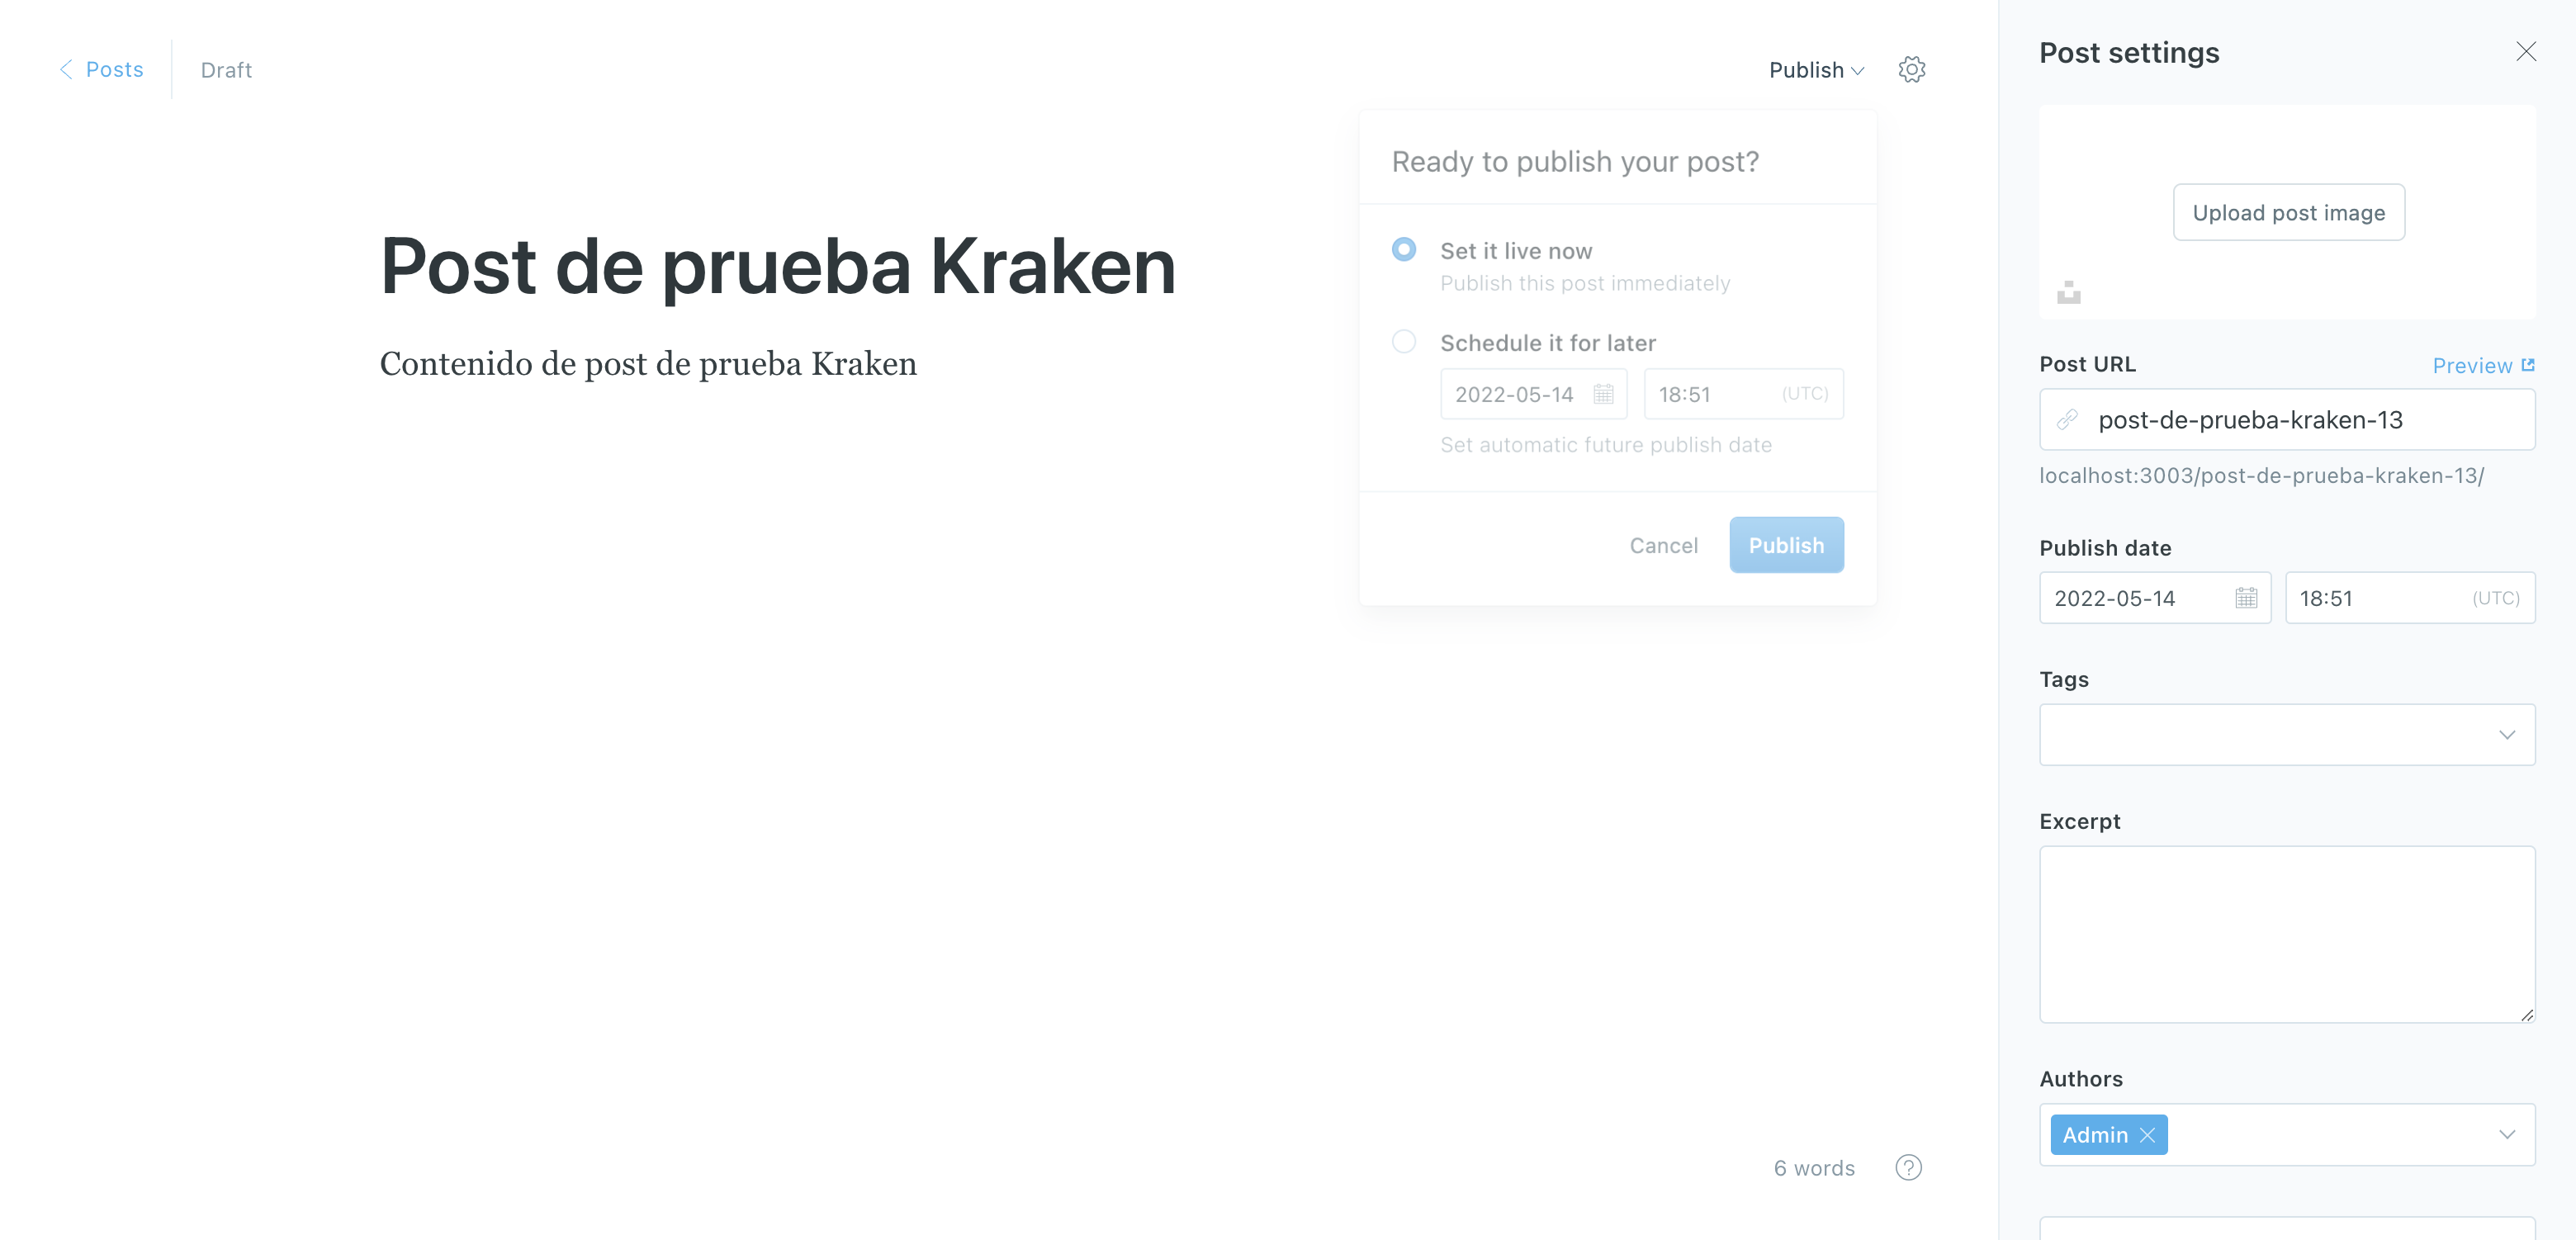 Posts
Draft
Publish
Post de prueba Kraken
Contenido de post de prueba Kraken
Ready to publish your post?
Set it live now
Publish this post immediately
Schedule it for later
2022-05-14
18:51
(UTC)
Set automatic future publish date
Cancel
Publish
6 words
?
Post settings
Upload post image
Post URL
Preview
post-de-prueba-kraken-13
localhost:3003/post-de-prueba-kraken-13/
Publish date
2022-05-14
18:51
(UTC)
Tags
Excerpt
Authors
Admin